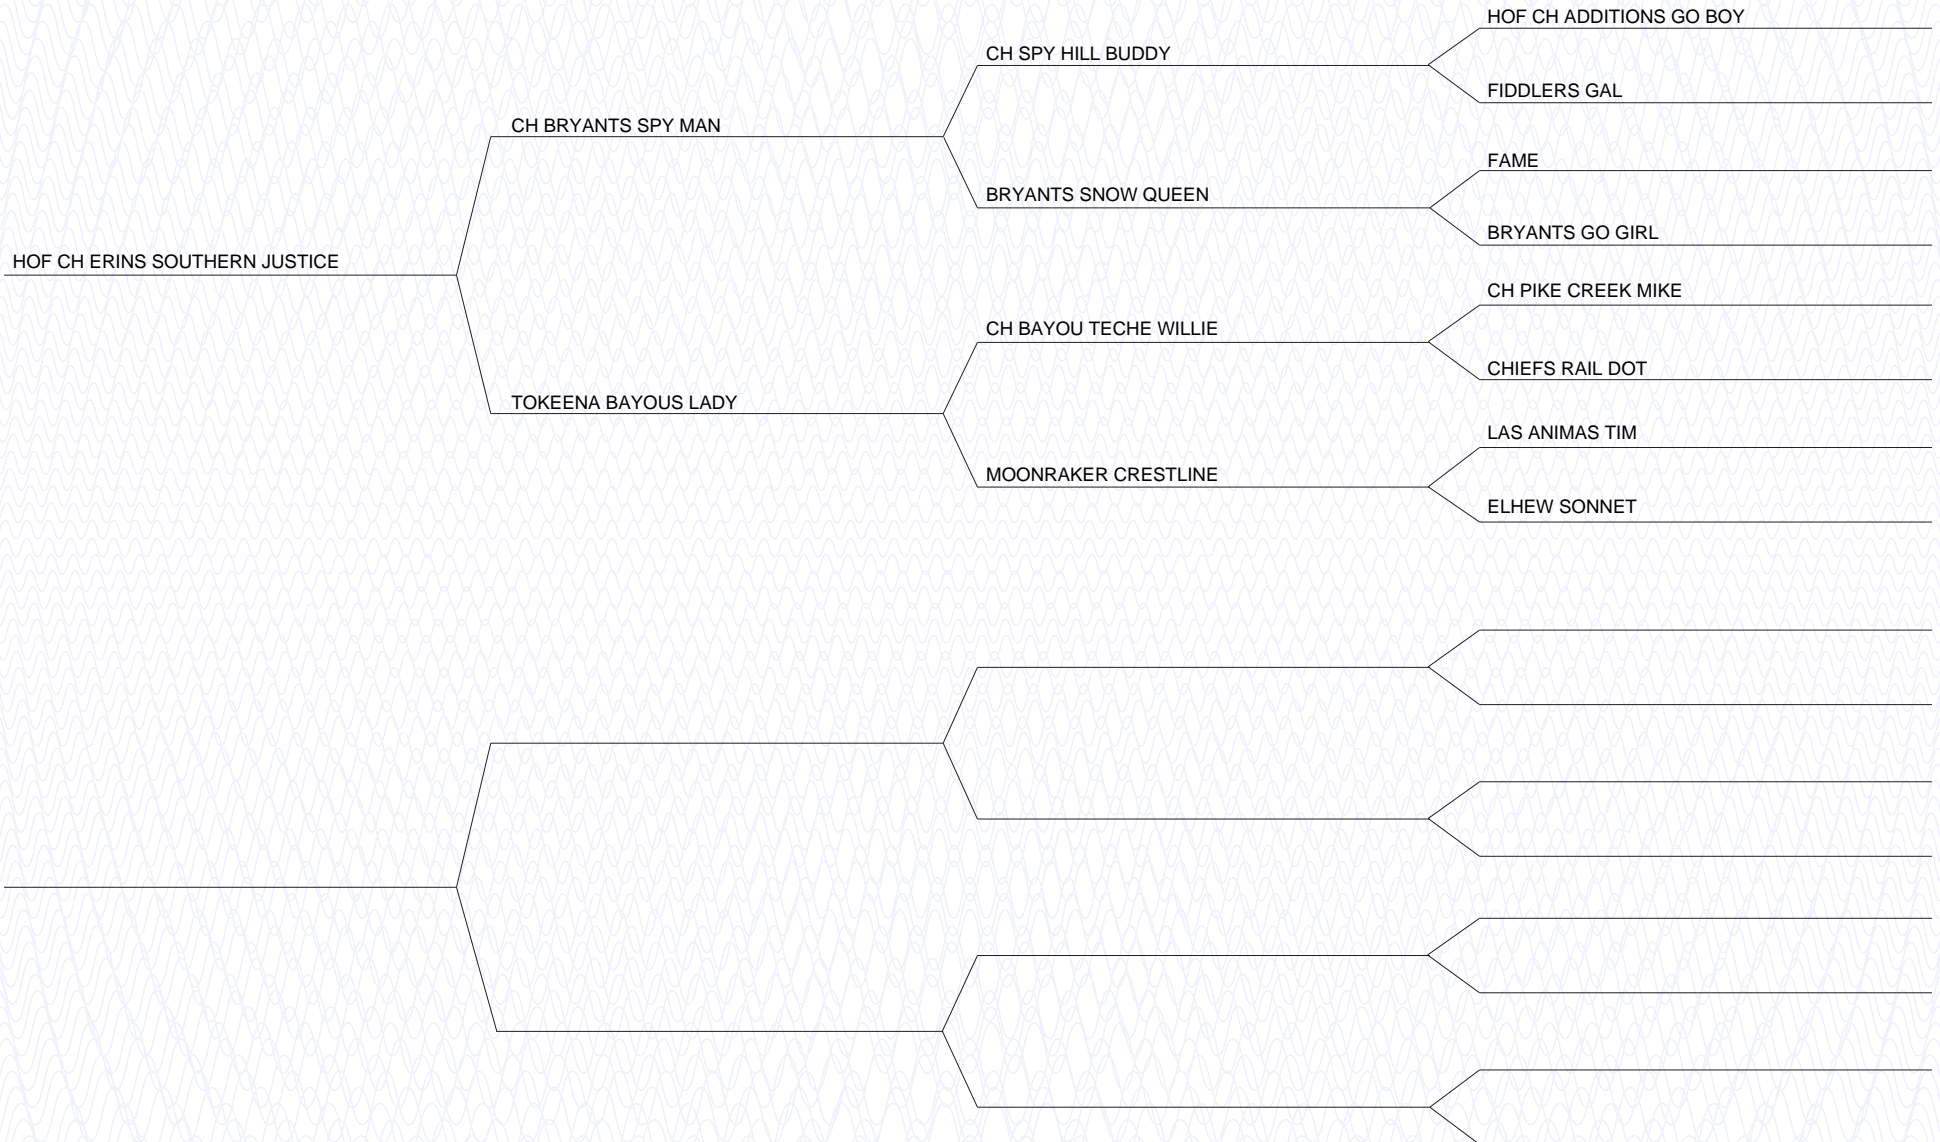 HOF CH ADDITIONS GO BOY
CH SPY HILL BUDDY
FIDDLERS GAL
CH BRYANTS SPY MAN
FAME
BRYANTS SNOW QUEEN
BRYANTS GO GIRL
HOF CH ERINS SOUTHERN JUSTICE
CH PIKE CREEK MIKE
CH BAYOU TECHE WILLIE
CHIEFS RAIL DOT
TOKEENA BAYOUS LADY
LAS ANIMAS TIM
MOONRAKER CRESTLINE
ELHEW SONNET